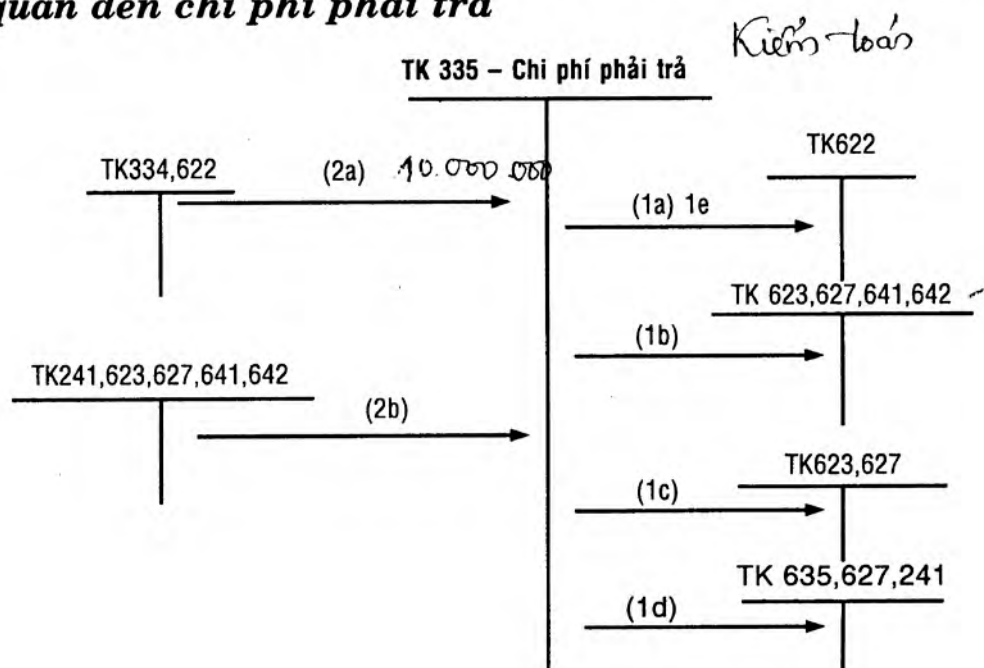 quan đến chi phí phải trả
Kiểm toán
TK 335 – Chi phí phải trả
TK622
TK334,622
(2a) 10.000.000
(1a) 1e
TK 623,627,641,642
(1b)
TK241,623,627,641,642
(2b)
TK623,627
(1c)
TK 635,627,241
(1d)